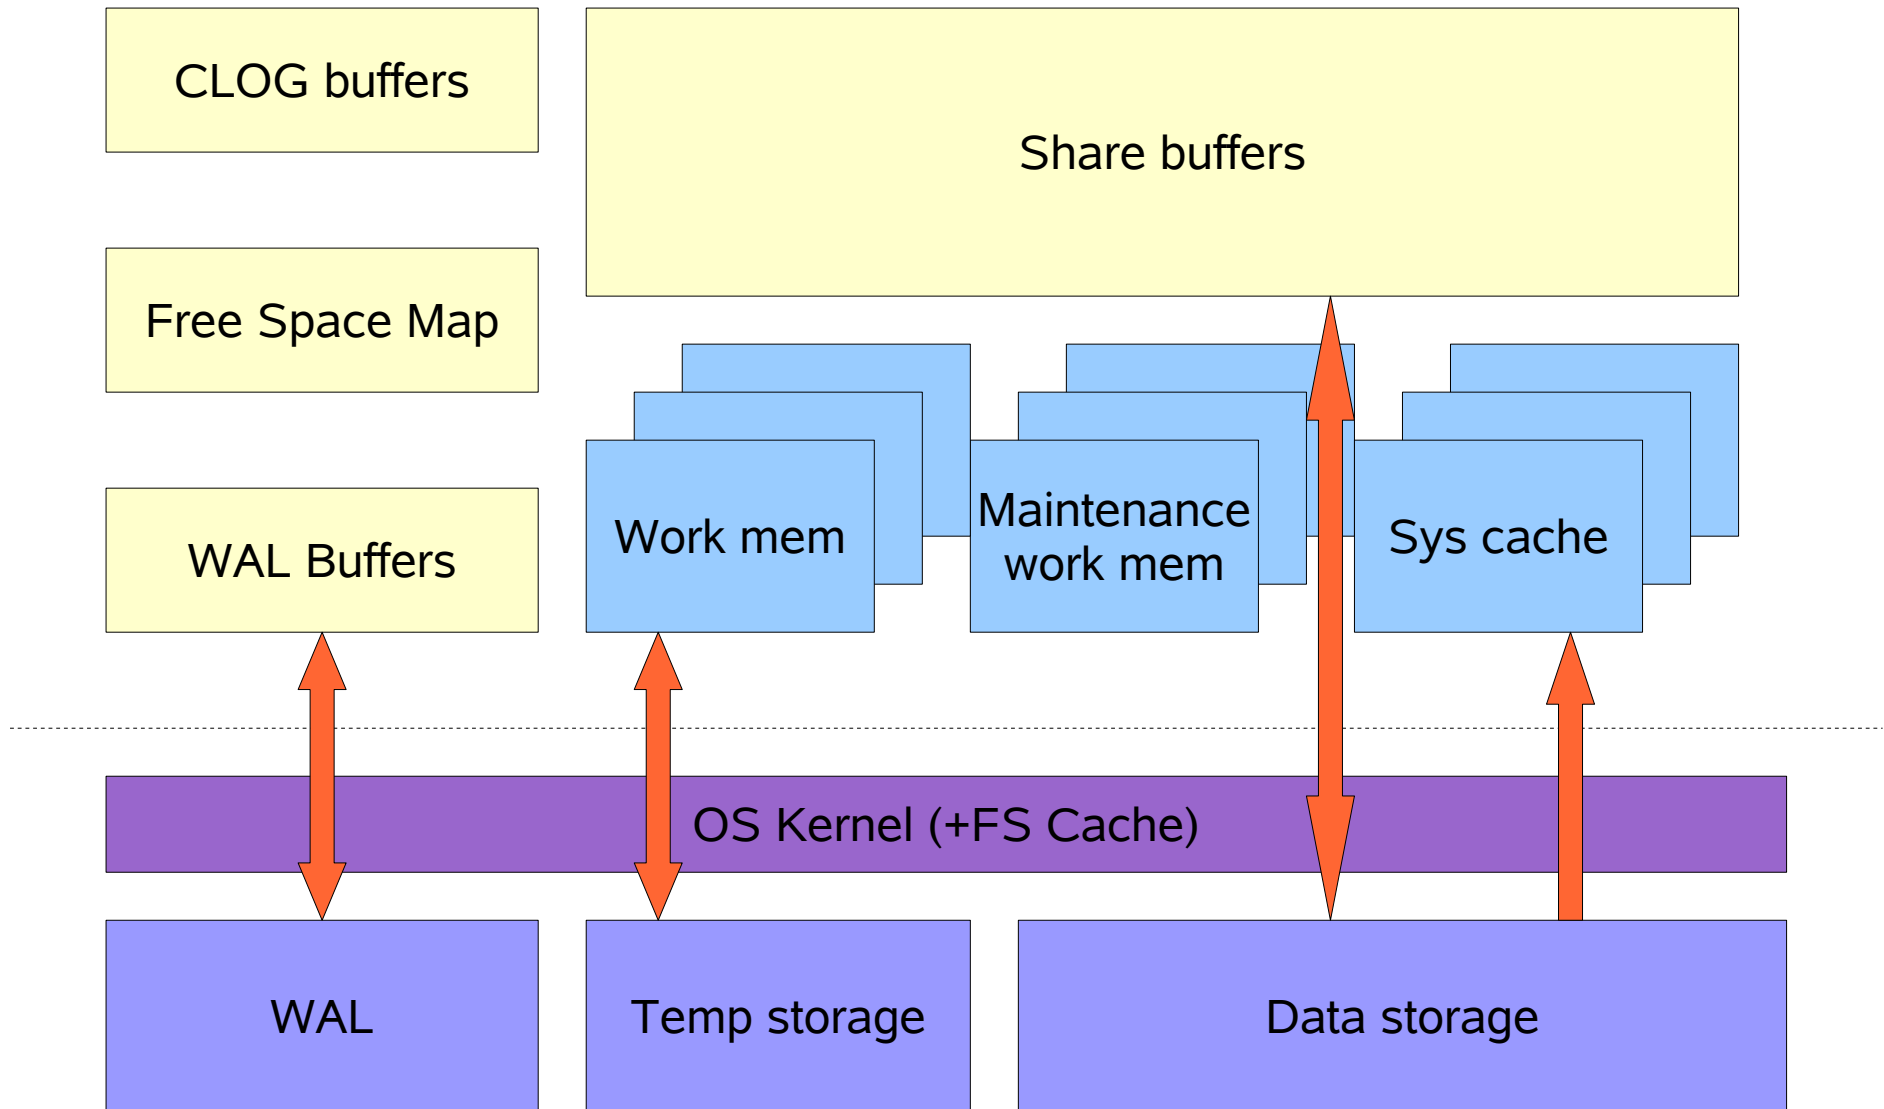 CLOG buffers
Share buffers
Free Space Map
WAL Buffers
Work mem
Maintenance
work mem
Sys cache
OS Kernel (+FS Cache)
WAL
Temp storage
Data storage